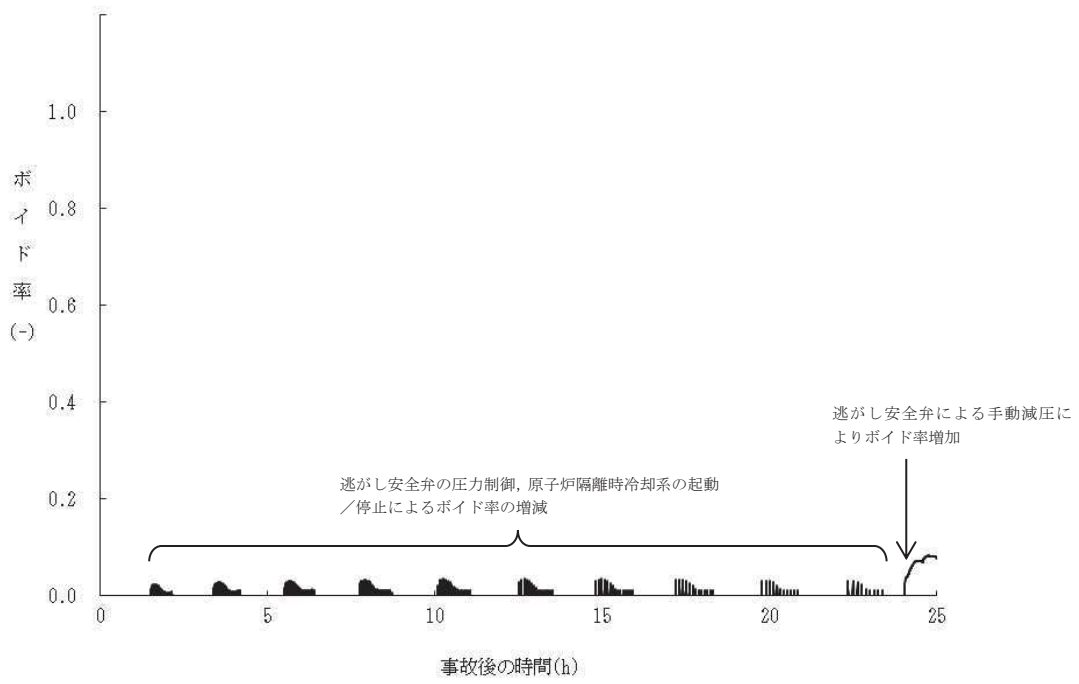 1.0
0.8
0.6
0.4
0.2
0.0
ボイド率(-)
逃がし安全弁による手動減圧に
よりボイド率増加
逃がし安全弁の圧力制御, 原子炉隔離時冷却系の起動
／停止によるボイド率の増減
0 5 10 15 20 25
事故後の時間(h)